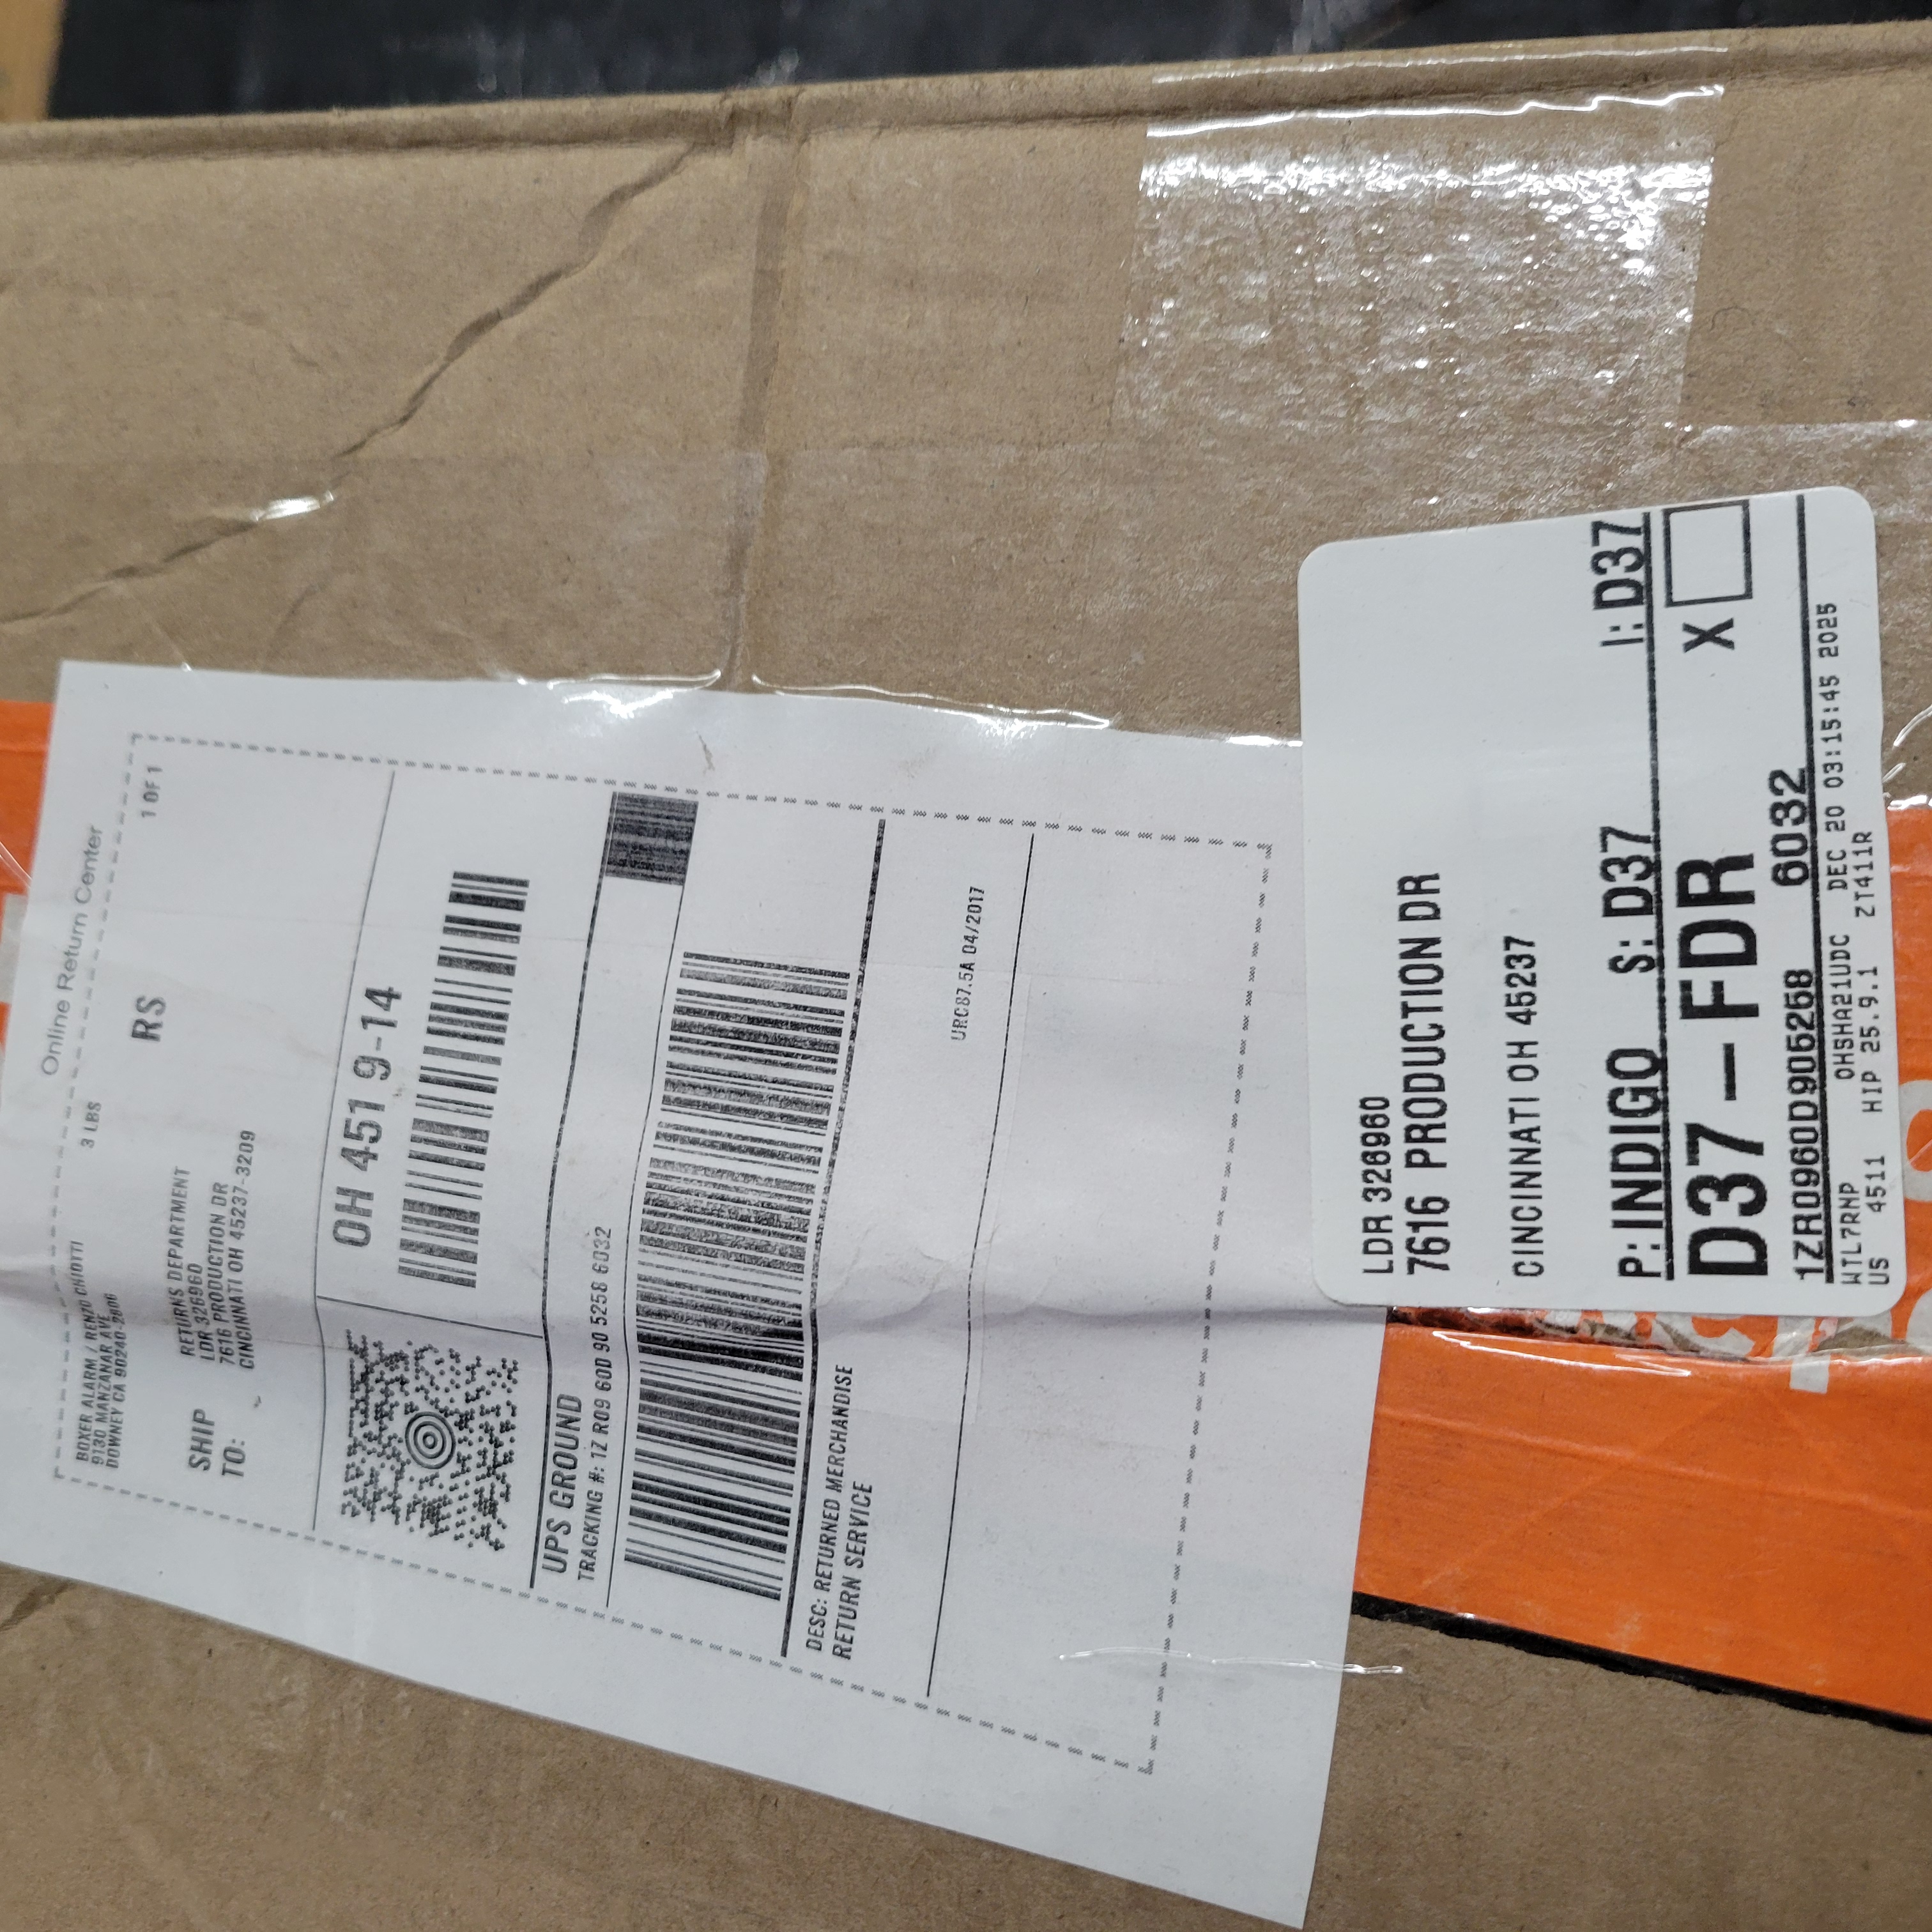 Online Return Center
BOXER ALARM / RENZO CHIOTTI
9130 MANZANAR AVE
DOWNEY CA 90240-2806
3 LBS
1 OF 1
RS
SHIP
TO:
RETURNS DEPARTMENT
LDR 326960
7616 PRODUCTION DR
CINCINNATI OH 45237-3209
OH 451 9-14
UPS GROUND
TRACKING #: 1Z R09 60D 90 5258 6032
DESC: RETURNED MERCHANDISE
RETURN SERVICE
URC87.5A 04/2017
LDR 326960
7616 PRODUCTION DR
CINCINNATI OH 45237
P: INDIGO S: D37 I: D37
D37 – FDR X
1ZR0960D905258 6032
WTL7RNP OHSHA21UDC DEC 20 03:15:45 2025
US 4511 HIP 25.9.1 ZT411R